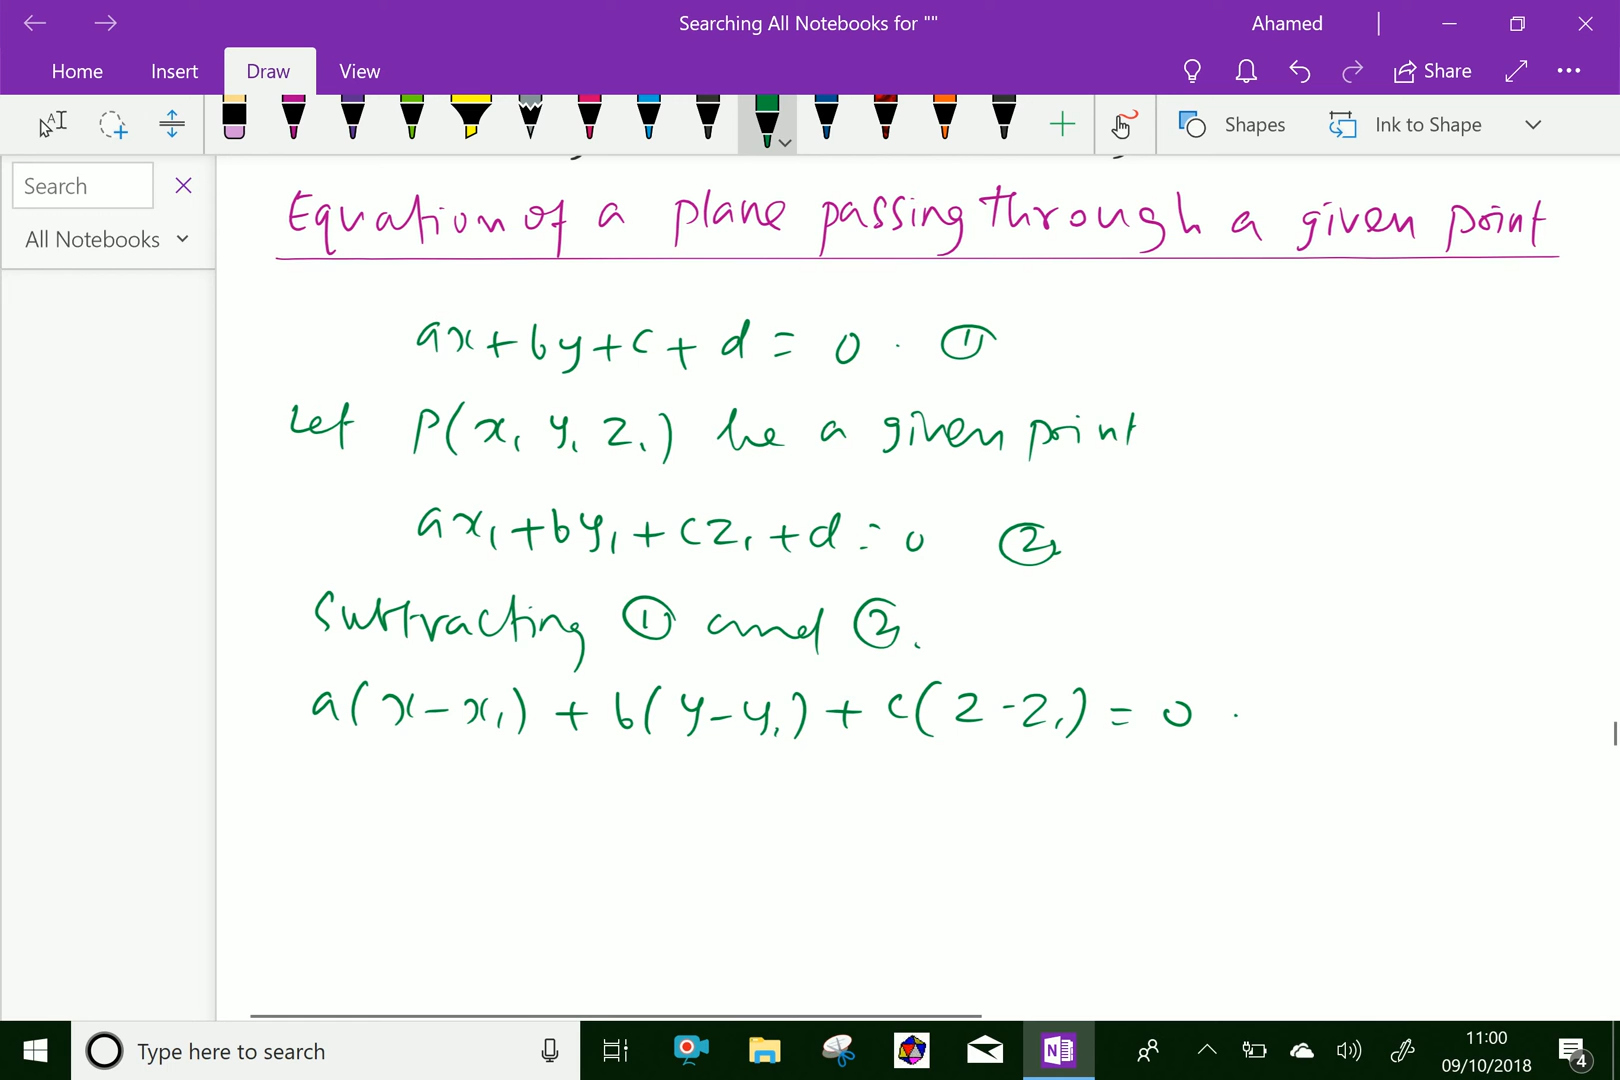 Searching All Notebooks for ""
Ahamed
Home Insert Draw View
Share
Shapes
Ink to Shape
Search
All Notebooks
Equation of a plane passing through a given point
ax+by+c+d=0. ①
Let P(x₁ y₁ z₁) be a given point
ax₁+by₁+cz₁+d=0 ②
Subtracting ① and ②.
a(x-x₁)+b(y-y₁)+c(z-z₁)=0.
Type here to search
11:00
09/10/2018
4